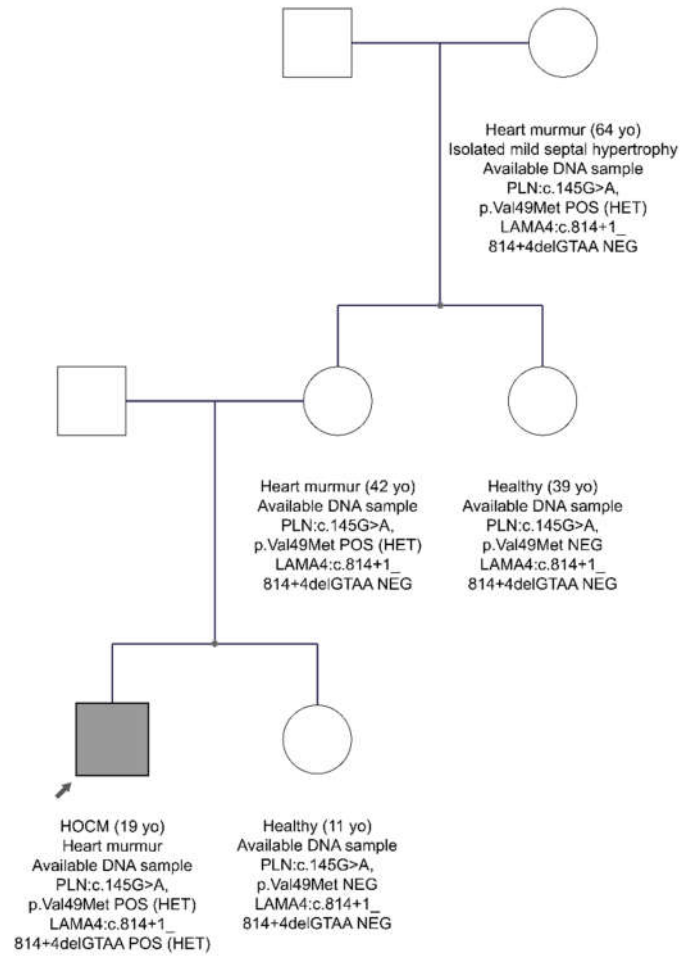 Heart murmur (64 yo)
Isolated mild septal hypertrophy
Available DNA sample
PLN:c.145G>A,
p.Val49Met POS (HET)
LAMA4:c.814+1_
814+4delGTAA NEG
Heart murmur (42 yo)
Available DNA sample
PLN:c.145G>A,
p.Val49Met POS (HET)
LAMA4:c.814+1_
814+4delGTAA NEG
Healthy (39 yo)
Available DNA sample
PLN:c.145G>A,
p.Val49Met NEG
LAMA4:c.814+1_
814+4delGTAA NEG
HOCM (19 yo)
Heart murmur
Available DNA sample
PLN:c.145G>A,
p.Val49Met POS (HET)
LAMA4:c.814+1_
814+4delGTAA POS (HET)
Healthy (11 yo)
Available DNA sample
PLN:c.145G>A,
p.Val49Met NEG
LAMA4:c.814+1_
814+4delGTAA NEG